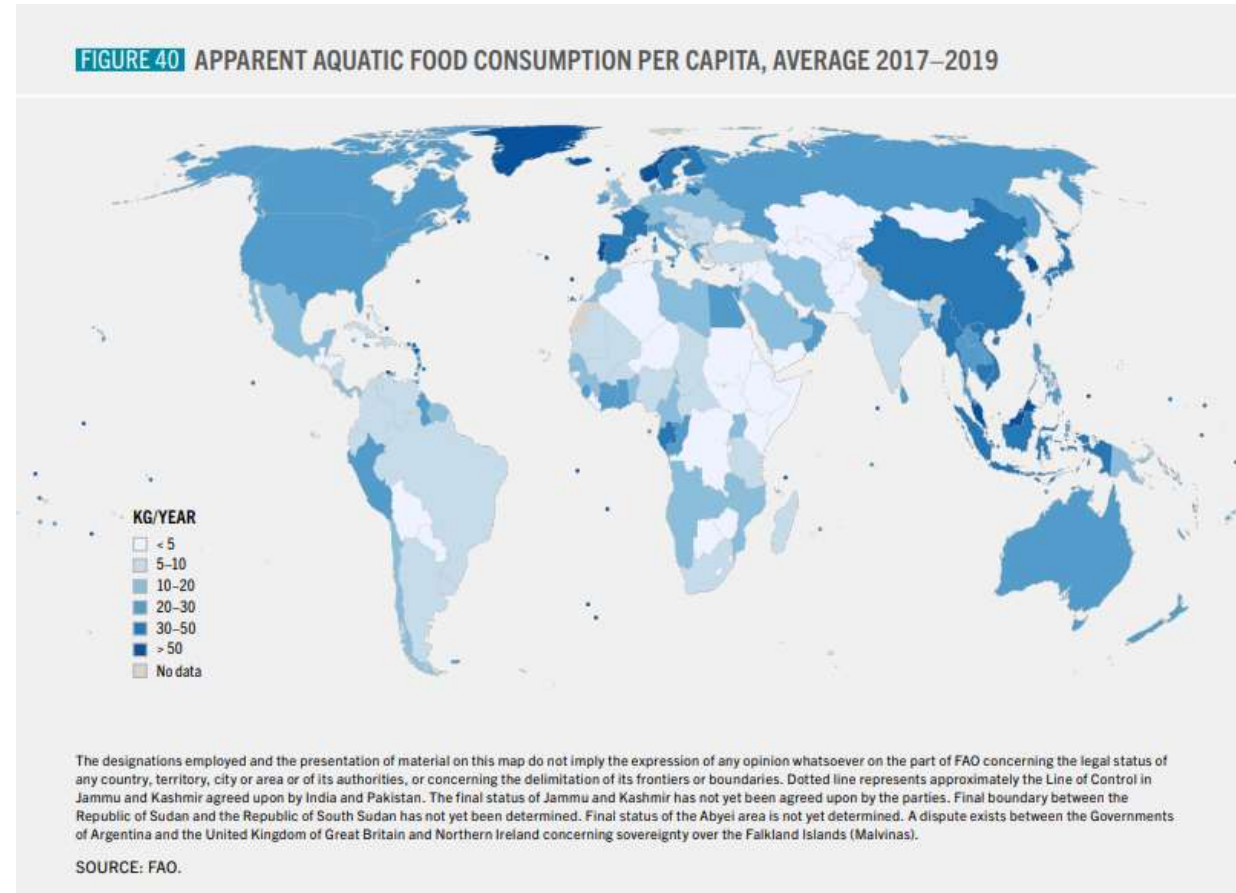 FIGURE 40 APPARENT AQUATIC FOOD CONSUMPTION PER CAPITA, AVERAGE 2017–2019
KG/YEAR
< 5
5–10
10–20
20–30
30–50
> 50
No data
The designations employed and the presentation of material on this map do not imply the expression of any opinion whatsoever on the part of FAO concerning the legal status of
any country, territory, city or area or of its authorities, or concerning the delimitation of its frontiers or boundaries. Dotted line represents approximately the Line of Control in
Jammu and Kashmir agreed upon by India and Pakistan. The final status of Jammu and Kashmir has not yet been agreed upon by the parties. Final boundary between the
Republic of Sudan and the Republic of South Sudan has not yet been determined. Final status of the Abyei area is not yet determined. A dispute exists between the Governments
of Argentina and the United Kingdom of Great Britain and Northern Ireland concerning sovereignty over the Falkland Islands (Malvinas).
SOURCE: FAO.